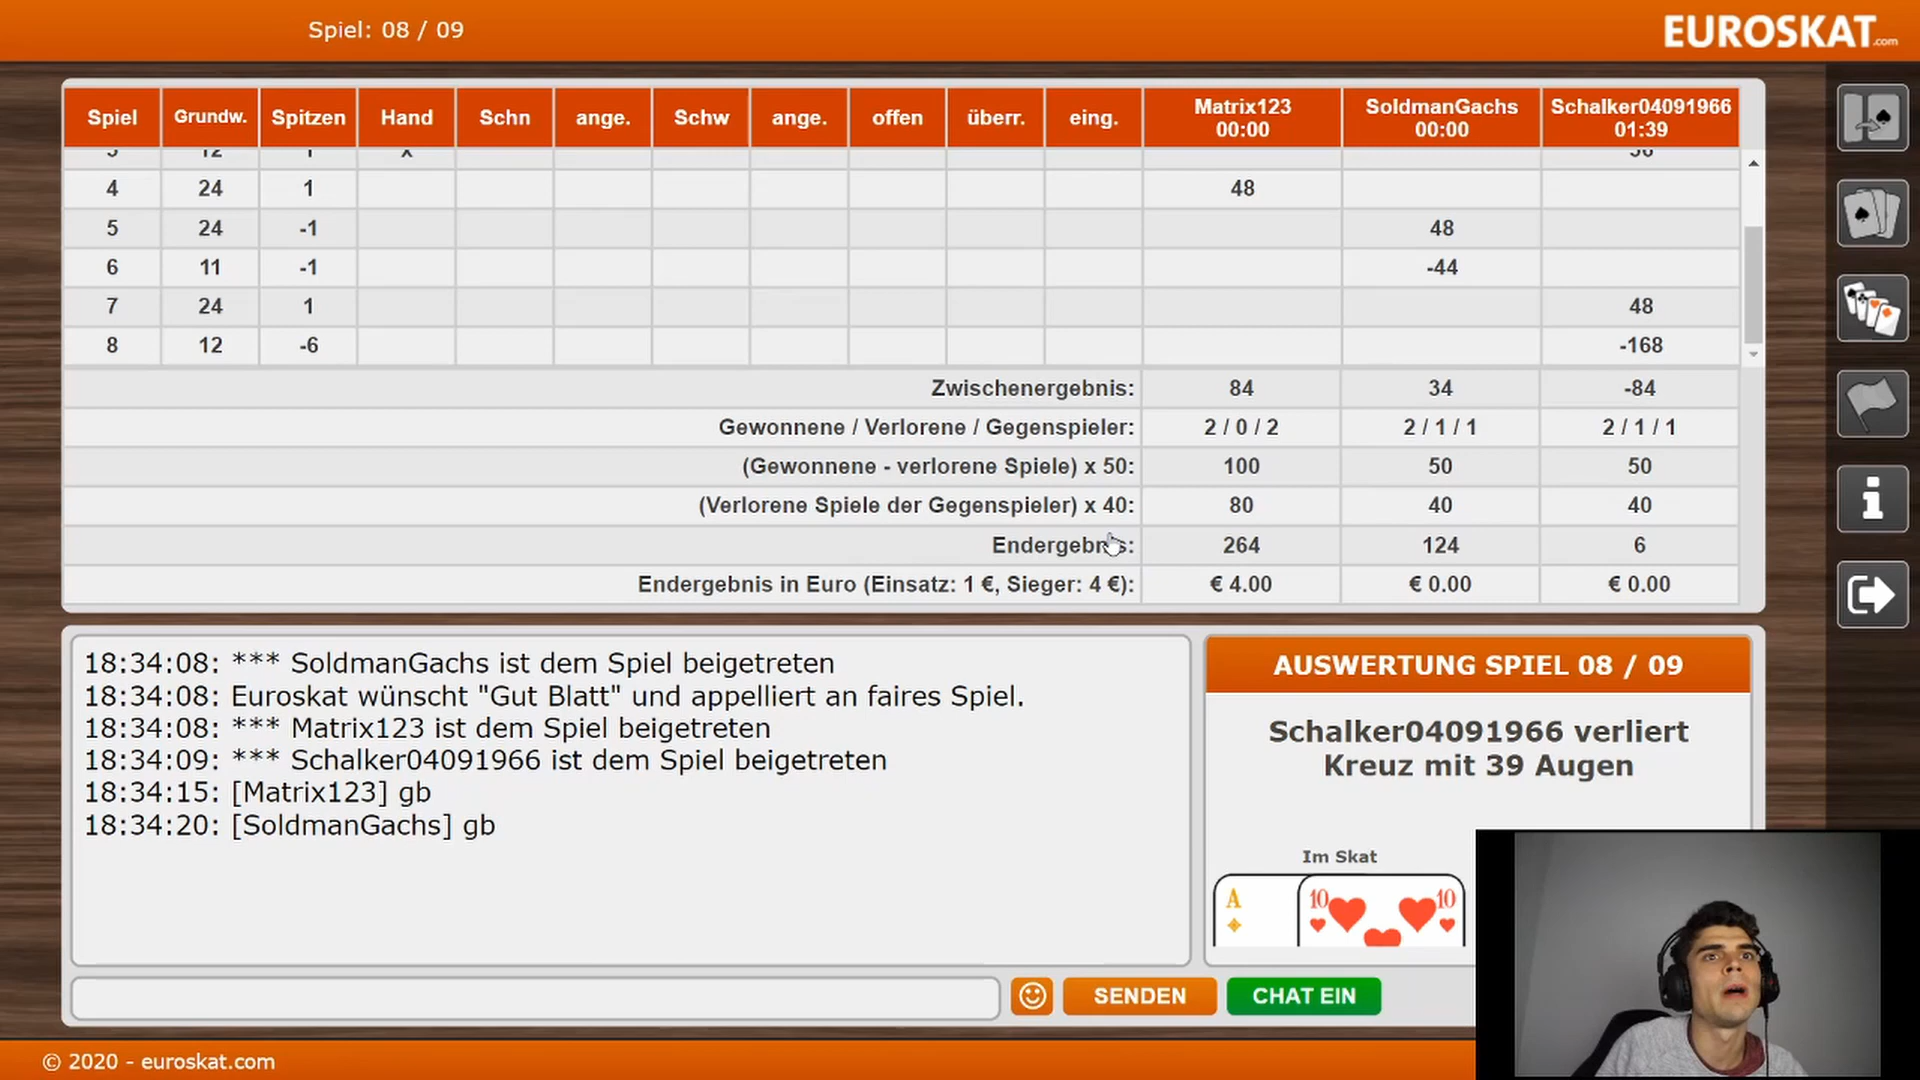 Spiel: 08 / 09
EUROSKAT.com
Spiel Grundw. Spitzen Hand Schn ange. Schw ange. offen überr. eing. Matrix123 00:00 SoldmanGachs 00:00 Schalker04091966 01:39
4 24 1 48
5 24 -1 48
6 11 -1 -44
7 24 1 48
8 12 -6 -168
Zwischenergebnis: 84 34 -84
Gewonnene / Verlorene / Gegenspieler: 2 / 0 / 2 2 / 1 / 1 2 / 1 / 1
(Gewonnene - verlorene Spiele) x 50: 100 50 50
(Verlorene Spiele der Gegenspieler) x 40: 80 40 40
Endergebnis: 264 124 6
Endergebnis in Euro (Einsatz: 1 €, Sieger: 4 €): € 4.00 € 0.00 € 0.00
18:34:08: *** SoldmanGachs ist dem Spiel beigetreten
18:34:08: Euroskat wünscht "Gut Blatt" und appelliert an faires Spiel.
18:34:08: *** Matrix123 ist dem Spiel beigetreten
18:34:09: *** Schalker04091966 ist dem Spiel beigetreten
18:34:15: [Matrix123] gb
18:34:20: [SoldmanGachs] gb
AUSWERTUNG SPIEL 08 / 09
Schalker04091966 verliert
Kreuz mit 39 Augen
Im Skat
A 10 10
SENDEN
CHAT EIN
© 2020 - euroskat.com